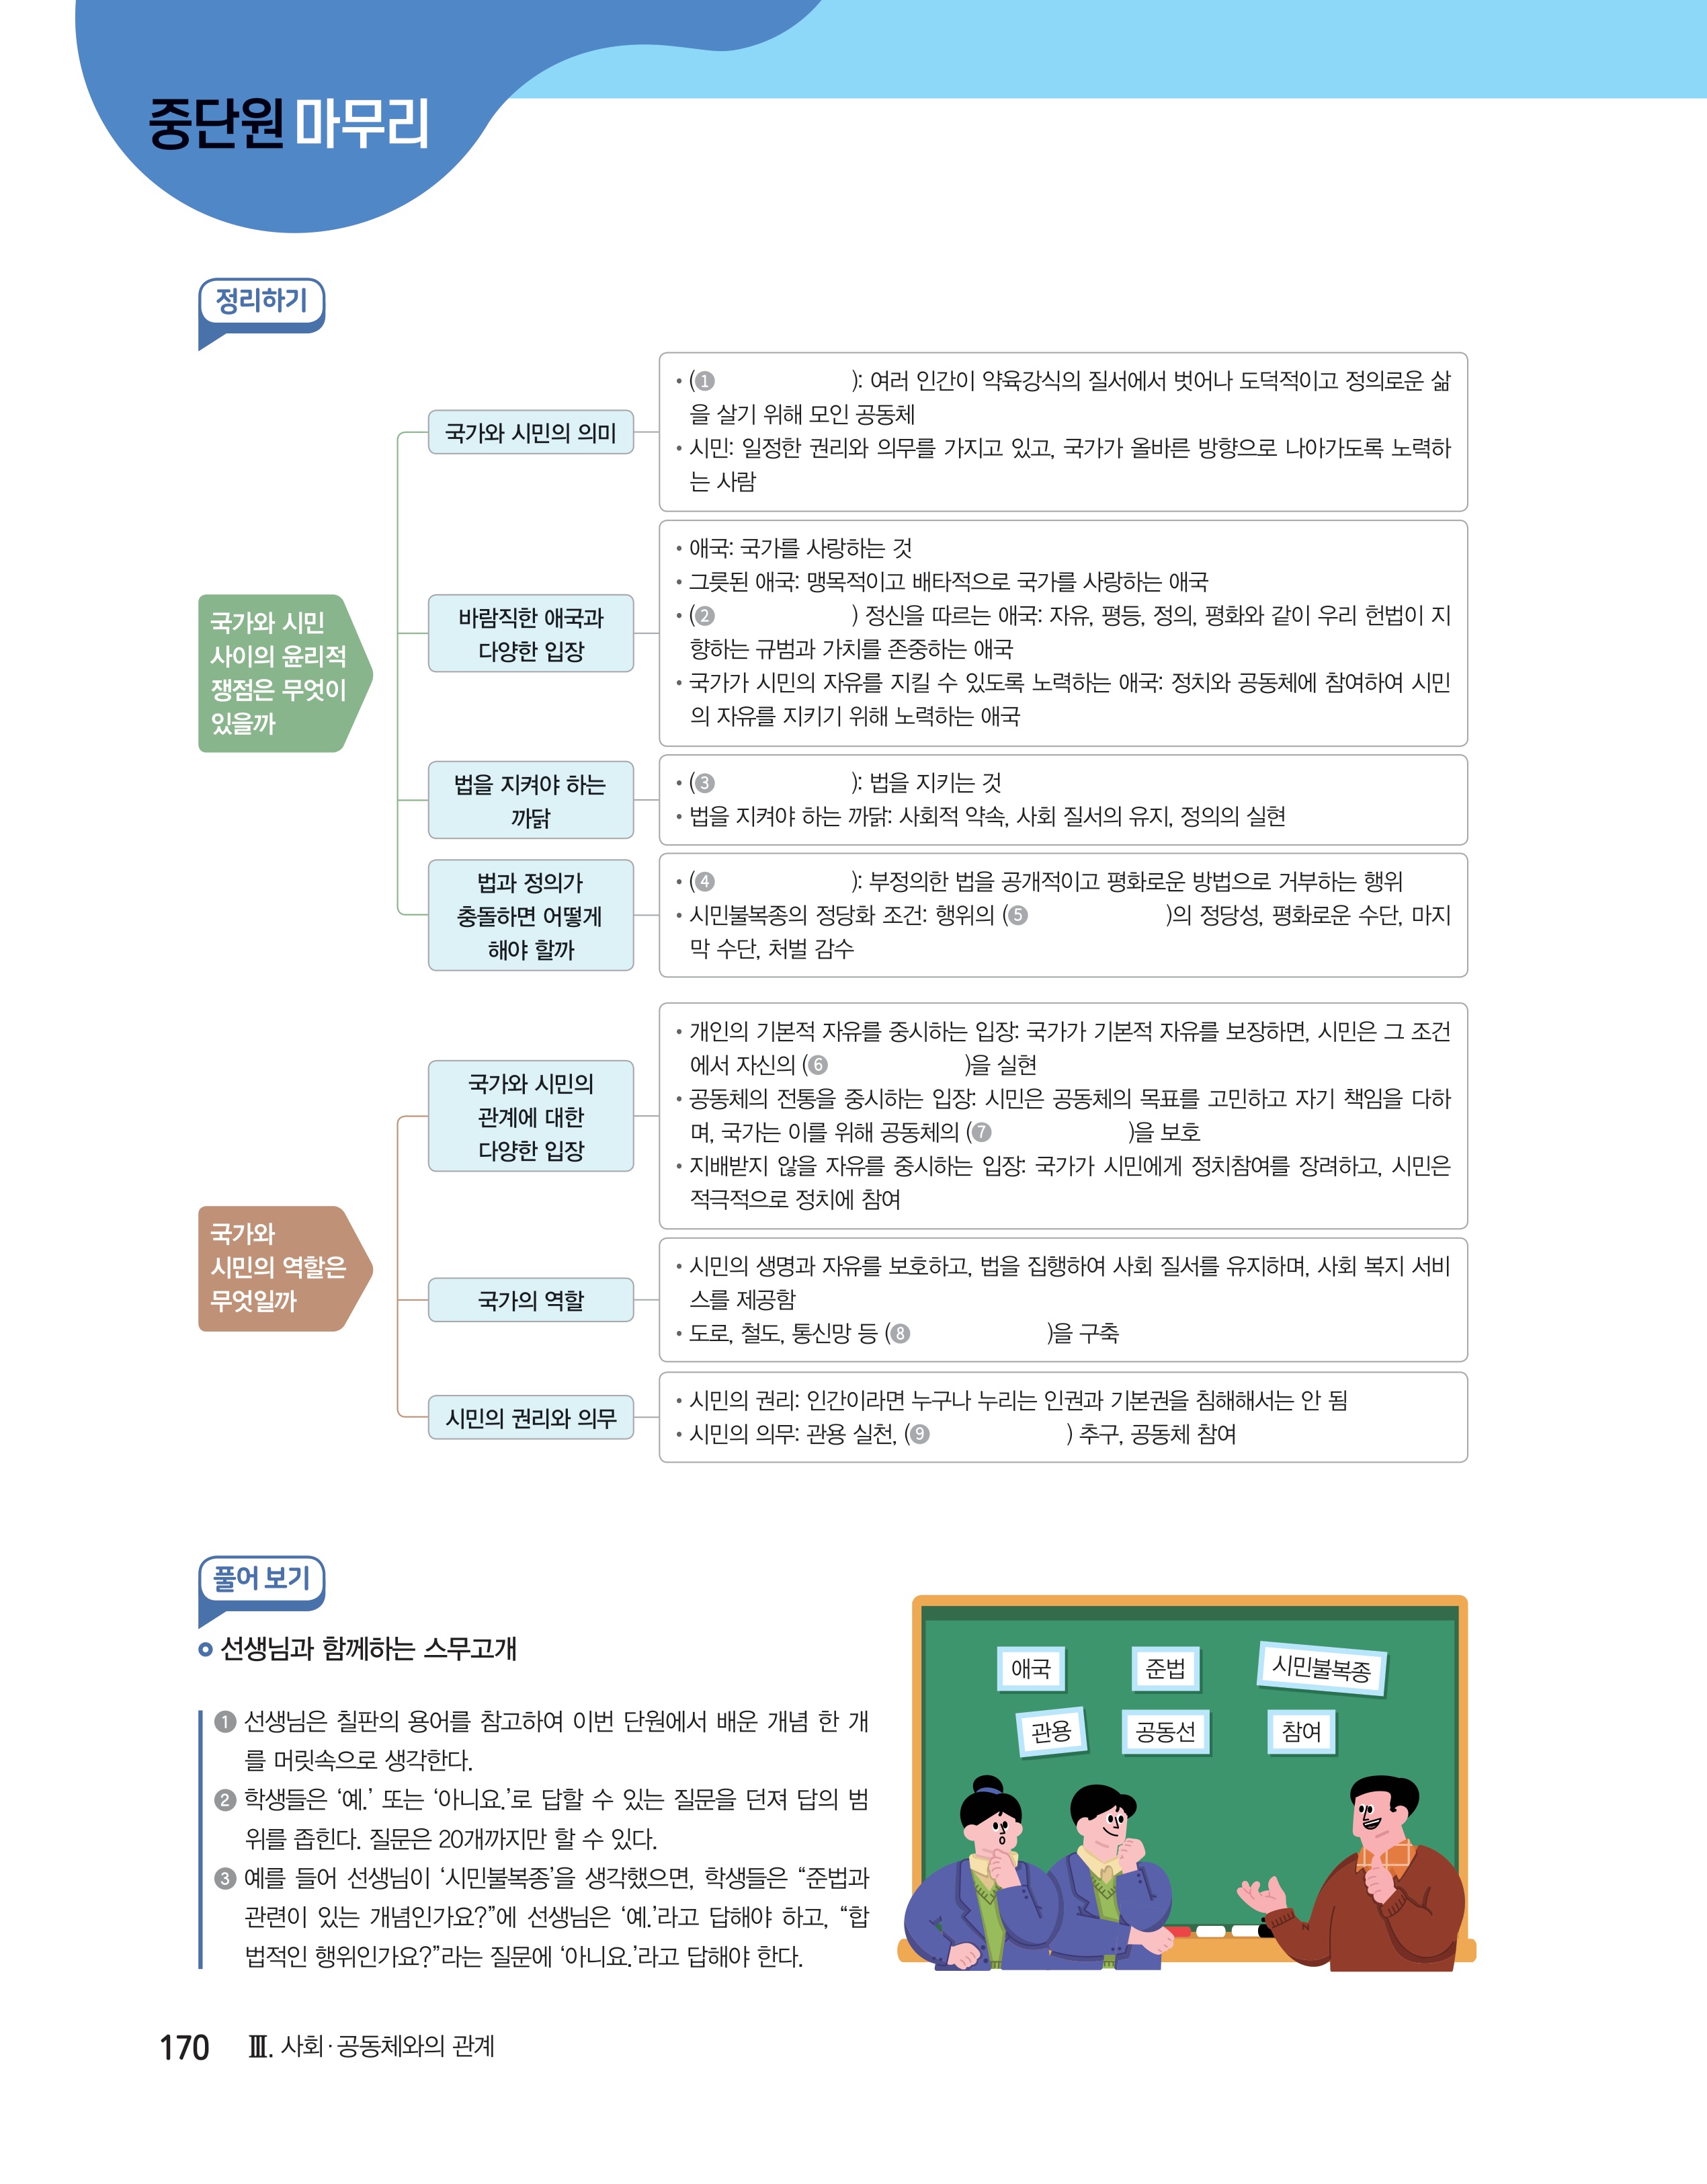 중단원 마무리
정리하기
국가와 시민
사이의 윤리적
쟁점은 무엇이
있을까
국가와 시민의 의미
• (1 ): 여러 인간이 약육강식의 질서에서 벗어나 도덕적이고 정의로운 삶
을 살기 위해 모인 공동체
• 시민: 일정한 권리와 의무를 가지고 있고, 국가가 올바른 방향으로 나아가도록 노력하
는 사람
바람직한 애국과
다양한 입장
• 애국: 국가를 사랑하는 것
• 그릇된 애국: 맹목적이고 배타적으로 국가를 사랑하는 애국
• (2 ) 정신을 따르는 애국: 자유, 평등, 정의, 평화와 같이 우리 헌법이 지
향하는 규범과 가치를 존중하는 애국
• 국가가 시민의 자유를 지킬 수 있도록 노력하는 애국: 정치와 공동체에 참여하여 시민
의 자유를 지키기 위해 노력하는 애국
법을 지켜야 하는
까닭
• (3 ): 법을 지키는 것
• 법을 지켜야 하는 까닭: 사회적 약속, 사회 질서의 유지, 정의의 실현
법과 정의가
충돌하면 어떻게
해야 할까
• (4 ): 부정의한 법을 공개적이고 평화로운 방법으로 거부하는 행위
• 시민불복종의 정당화 조건: 행위의 (5 )의 정당성, 평화로운 수단, 마지
막 수단, 처벌 감수
국가와
시민의 역할은
무엇일까
국가와 시민의
관계에 대한
다양한 입장
• 개인의 기본적 자유를 중시하는 입장: 국가가 기본적 자유를 보장하면, 시민은 그 조건
에서 자신의 (6 )을 실현
• 공동체의 전통을 중시하는 입장: 시민은 공동체의 목표를 고민하고 자기 책임을 다하
며, 국가는 이를 위해 공동체의 (7 )을 보호
• 지배받지 않을 자유를 중시하는 입장: 국가가 시민에게 정치참여를 장려하고, 시민은
적극적으로 정치에 참여
국가의 역할
• 시민의 생명과 자유를 보호하고, 법을 집행하여 사회 질서를 유지하며, 사회 복지 서비
스를 제공함
• 도로, 철도, 통신망 등 (8 )을 구축
시민의 권리와 의무
• 시민의 권리: 인간이라면 누구나 누리는 인권과 기본권을 침해해서는 안 됨
• 시민의 의무: 관용 실천, (9 ) 추구, 공동체 참여
풀어 보기
선생님과 함께하는 스무고개
1 선생님은 칠판의 용어를 참고하여 이번 단원에서 배운 개념 한 개
를 머릿속으로 생각한다.
2 학생들은 ‘예.’ 또는 ‘아니요.’로 답할 수 있는 질문을 던져 답의 범
위를 좁힌다. 질문은 20개까지만 할 수 있다.
3 예를 들어 선생님이 ‘시민불복종’을 생각했으면, 학생들은 “준법과
관련이 있는 개념인가요?”에 선생님은 ‘예.’라고 답해야 하고, “합
법적인 행위인가요?”라는 질문에 ‘아니요.’라고 답해야 한다.
애국 준법 시민불복종
관용 공동선 참여
170 Ⅲ. 사회·공동체와의 관계